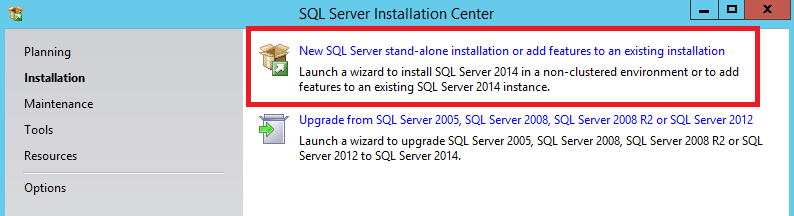 SQL Server Installation Center
Planning
Installation
Maintenance
Tools
Resources
Options
New SQL Server stand-alone installation or add features to an existing installation
Launch a wizard to install SQL Server 2014 in a non-clustered environment or to add
features to an existing SQL Server 2014 instance.
Upgrade from SQL Server 2005, SQL Server 2008, SQL Server 2008 R2 or SQL Server 2012
Launch a wizard to upgrade SQL Server 2005, SQL Server 2008, SQL Server 2008 R2 or SQL
Server 2012 to SQL Server 2014.